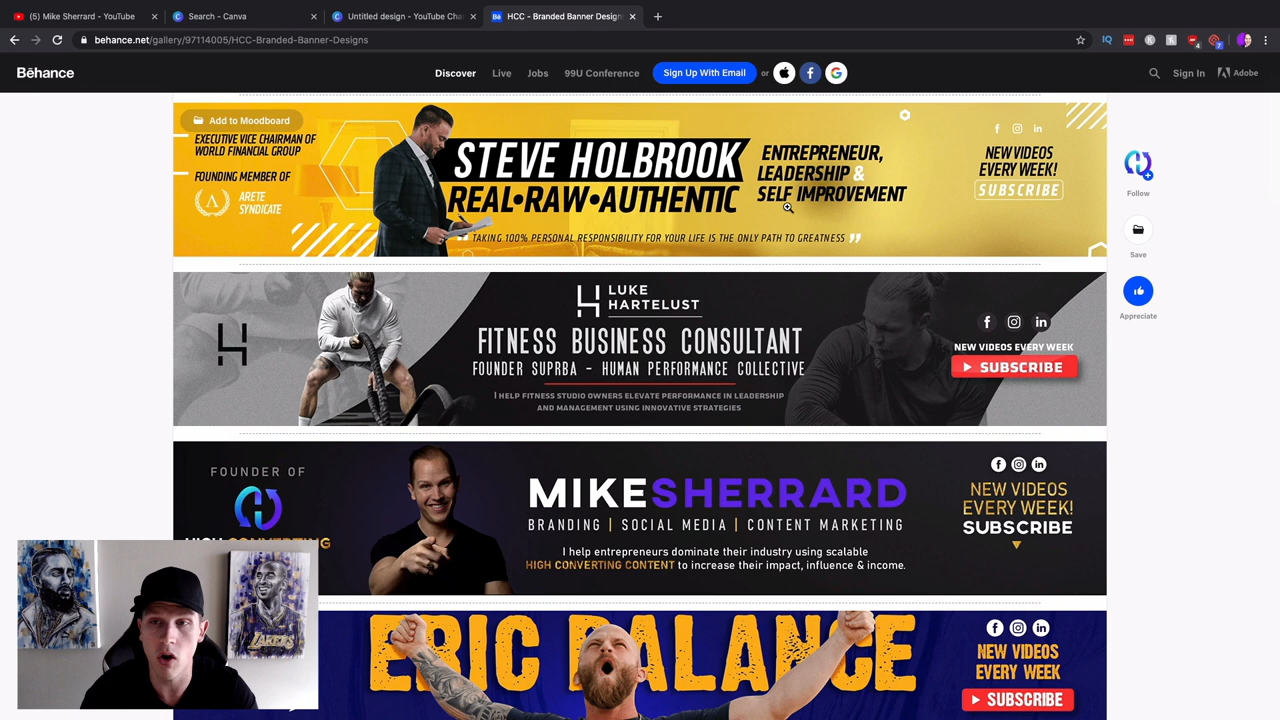 (5) Mike Sherrard - YouTube
Search - Canva
Untitled design - YouTube Cha
HCC - Branded Banner Design
behance.net/gallery/97114005/HCC-Branded-Banner-Designs
Bēhance
Discover
Live
Jobs
99U Conference
Sign Up With Email
or
Sign In
Adobe
Add to Moodboard
EXECUTIVE VICE CHAIRMAN OF
WORLD FINANCIAL GROUP
FOUNDING MEMBER OF
ARETE
SYNDICATE
STEVE HOLBROOK
REAL•RAW•AUTHENTIC
ENTREPRENEUR,
LEADERSHIP &
SELF IMPROVEMENT
"TAKING 100% PERSONAL RESPONSIBILITY FOR YOUR LIFE IS THE ONLY PATH TO GREATNESS"
NEW VIDEOS
EVERY WEEK!
SUBSCRIBE
Follow
Save
Appreciate
LUKE
HARTELUST
FITNESS BUSINESS CONSULTANT
FOUNDER SUPRBA - HUMAN PERFORMANCE COLLECTIVE
I HELP FITNESS STUDIO OWNERS ELEVATE PERFORMANCE IN LEADERSHIP
AND MANAGEMENT USING INNOVATIVE STRATEGIES
NEW VIDEOS EVERY WEEK
SUBSCRIBE
FOUNDER OF
HIGH CONVERTING
MIKESHERRARD
BRANDING | SOCIAL MEDIA | CONTENT MARKETING
I help entrepreneurs dominate their industry using scalable
HIGH CONVERTING CONTENT to increase their impact, influence & income.
NEW VIDEOS
EVERY WEEK!
SUBSCRIBE
ERIC BALANCE
NEW VIDEOS
EVERY WEEK
SUBSCRIBE
LAKERS